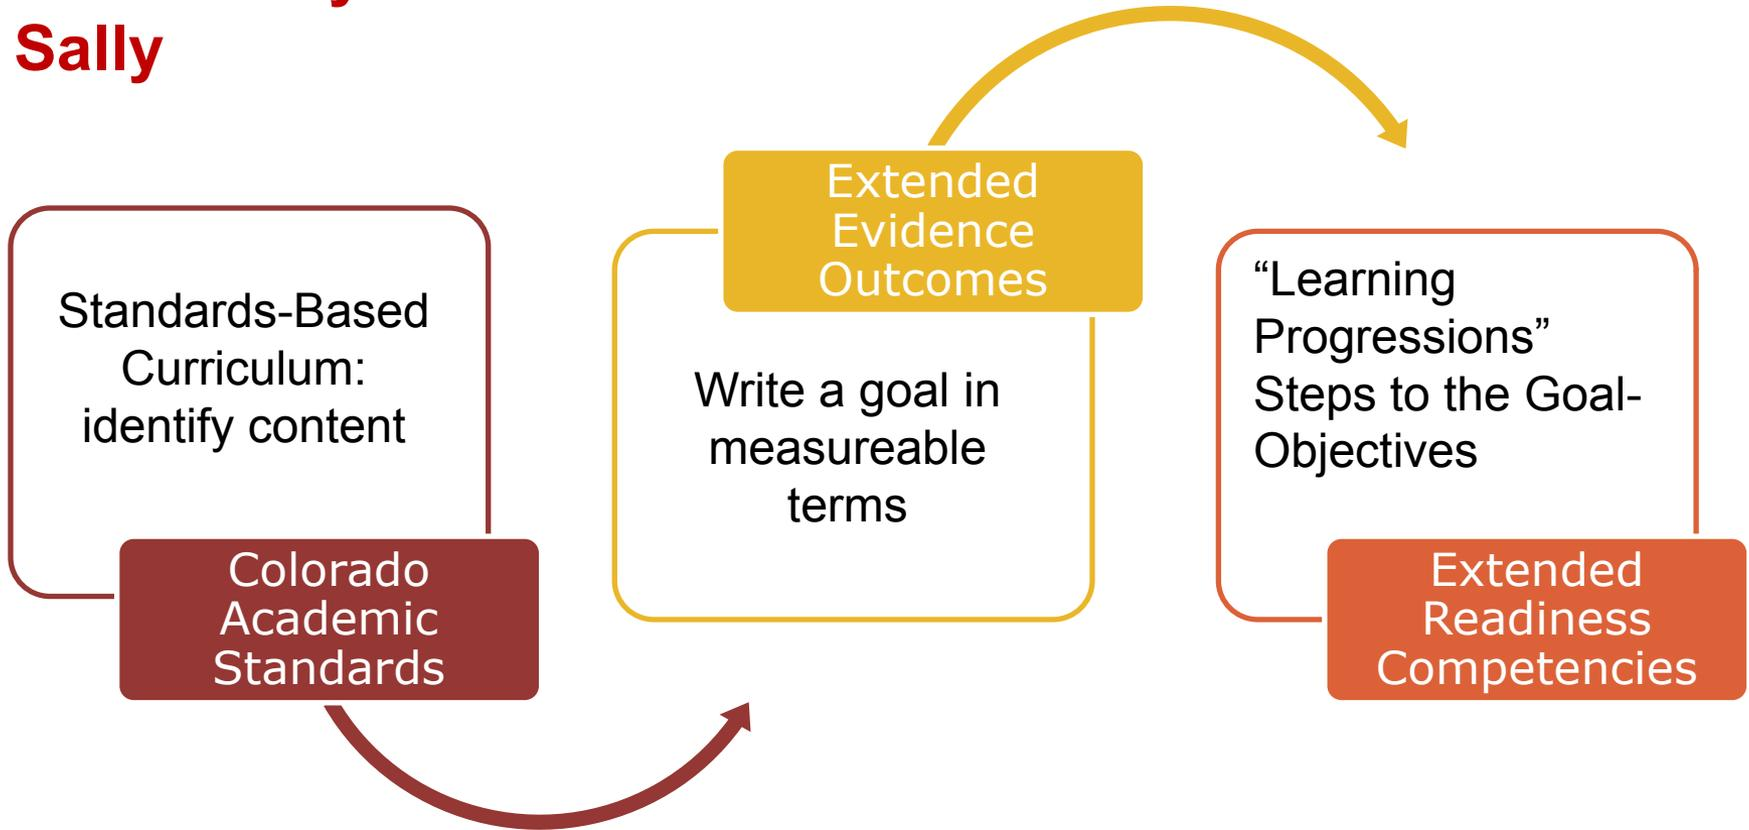 Sally
Standards-Based
Curriculum:
identify content
Colorado
Academic
Standards
Extended
Evidence
Outcomes
Write a goal in
measureable
terms
“Learning
Progressions”
Steps to the Goal-
Objectives
Extended
Readiness
Competencies